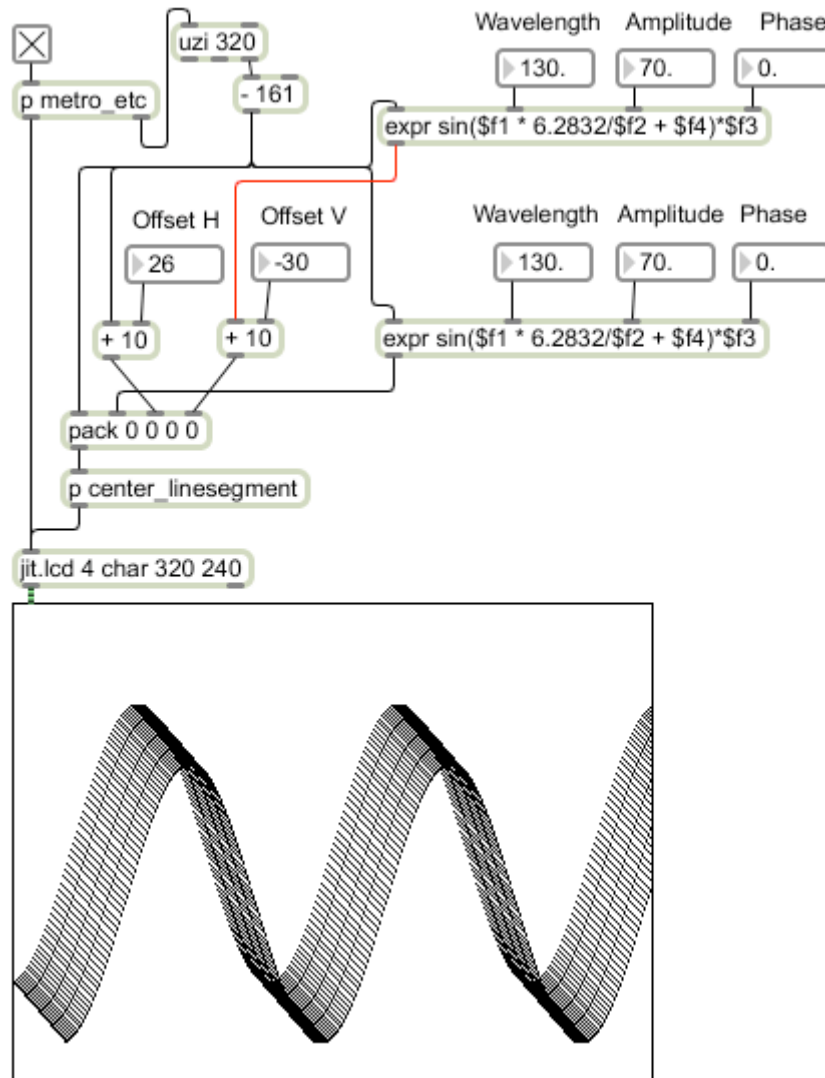 Wavelength Amplitude Phase
uzi 320
130. 70. 0.
p metro_etc
- 161
expr sin($f1 * 6.2832/$f2 + $f4)*$f3
Offset H Offset V
Wavelength Amplitude Phase
26 -30
130. 70. 0.
+ 10 + 10
expr sin($f1 * 6.2832/$f2 + $f4)*$f3
pack 0 0 0 0
p center_linesegment
jit.lcd 4 char 320 240